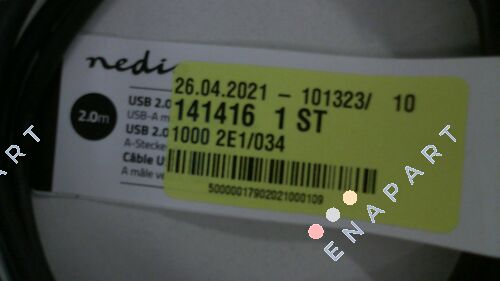 nedi
2.0m
USB 2.0
USB-A m
USB 2.0
A-Stecke
Câble U
A mâle ve
26.04.2021 - 101323/ 10
141416 1 ST
1000 2E1/034
50000017902021000109
ART
ENAPART